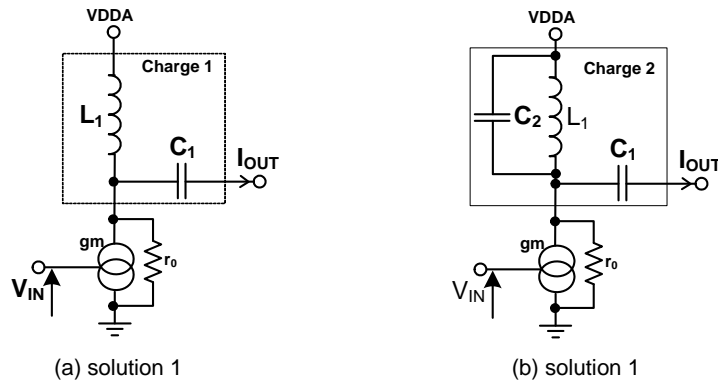 VDDA
Charge 1
L1
C1
IOUT
gm
r0
VIN
(a) solution 1
VDDA
Charge 2
C2
L1
C1
IOUT
gm
r0
VIN
(b) solution 1